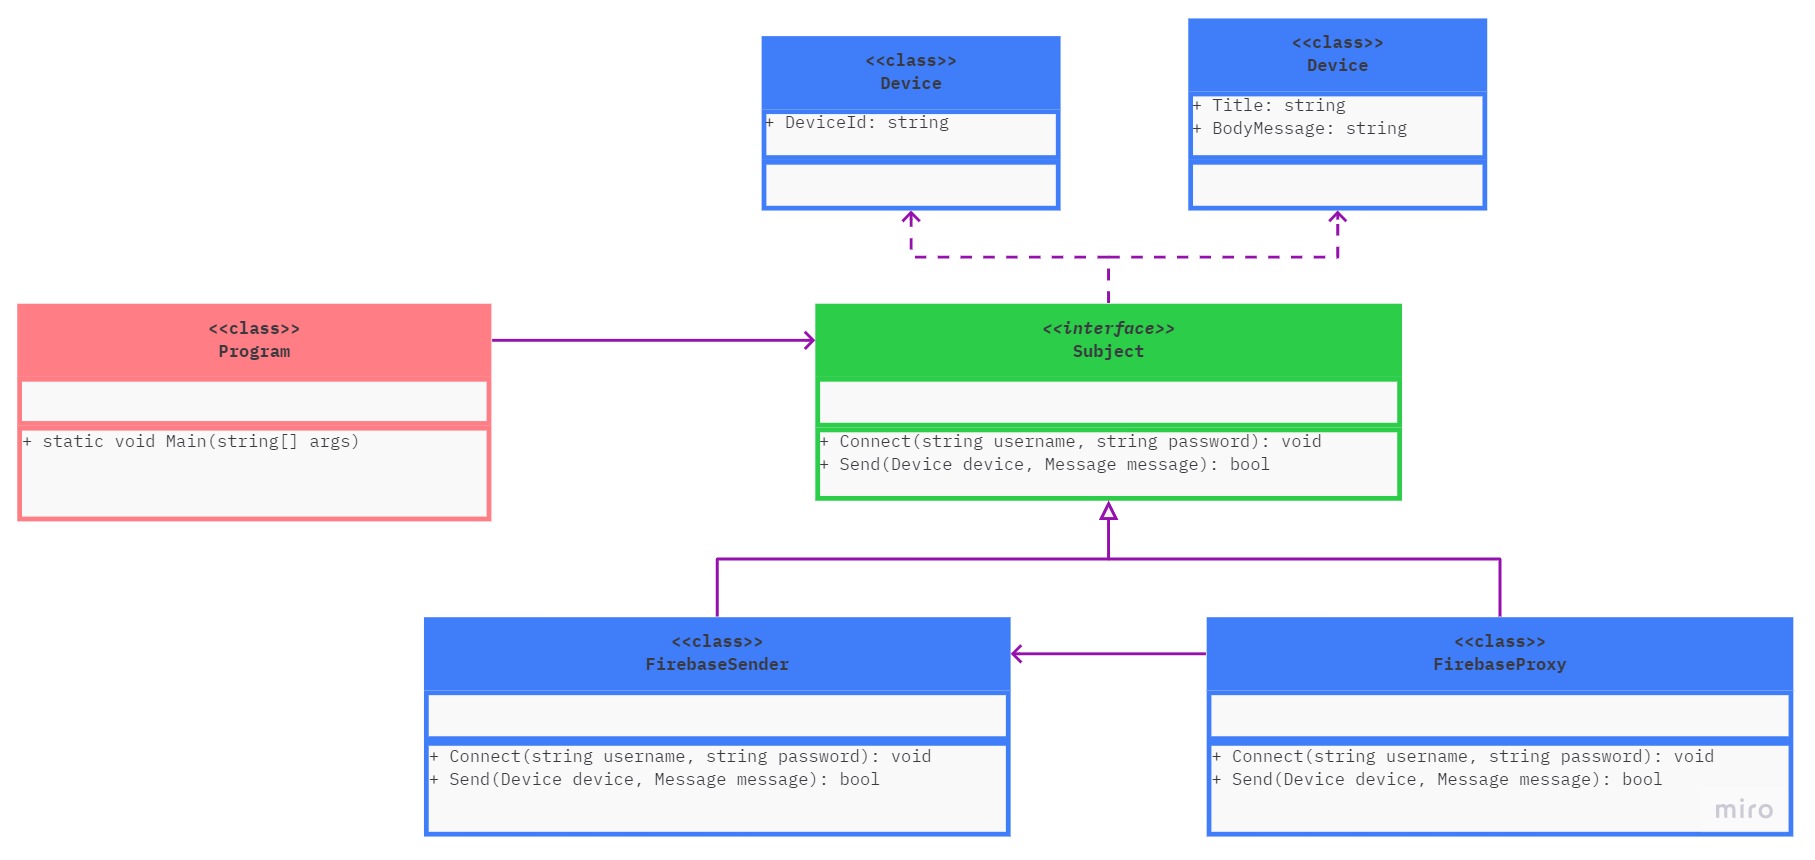 <<class>>
Device
+ DeviceId: string
<<class>>
Device
+ Title: string
+ BodyMessage: string
<<class>>
Program
+ static void Main(string[] args)
<<interface>>
Subject
+ Connect(string username, string password): void
+ Send(Device device, Message message): bool
<<class>>
FirebaseSender
+ Connect(string username, string password): void
+ Send(Device device, Message message): bool
<<class>>
FirebaseProxy
+ Connect(string username, string password): void
+ Send(Device device, Message message): bool
miro